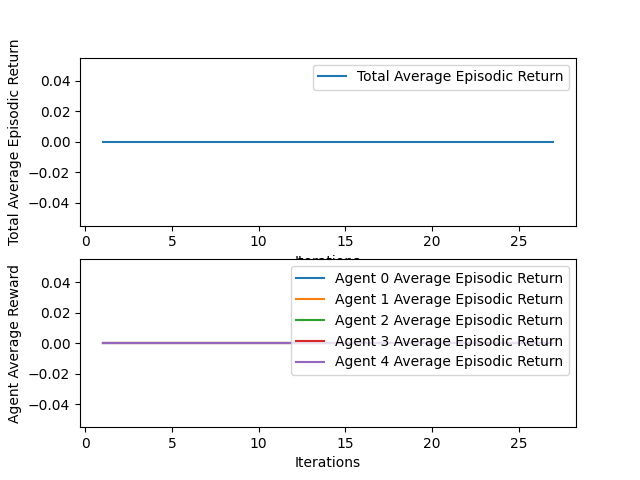 Total Average Episodic Return
0.04
0.02
0.00
−0.02
−0.04
Total Average Episodic Return
0 5 10 15 20 25
Iterations
Agent Average Reward
0.04
0.02
0.00
−0.02
−0.04
Agent 0 Average Episodic Return
Agent 1 Average Episodic Return
Agent 2 Average Episodic Return
Agent 3 Average Episodic Return
Agent 4 Average Episodic Return
0 5 10 15 20 25
Iterations